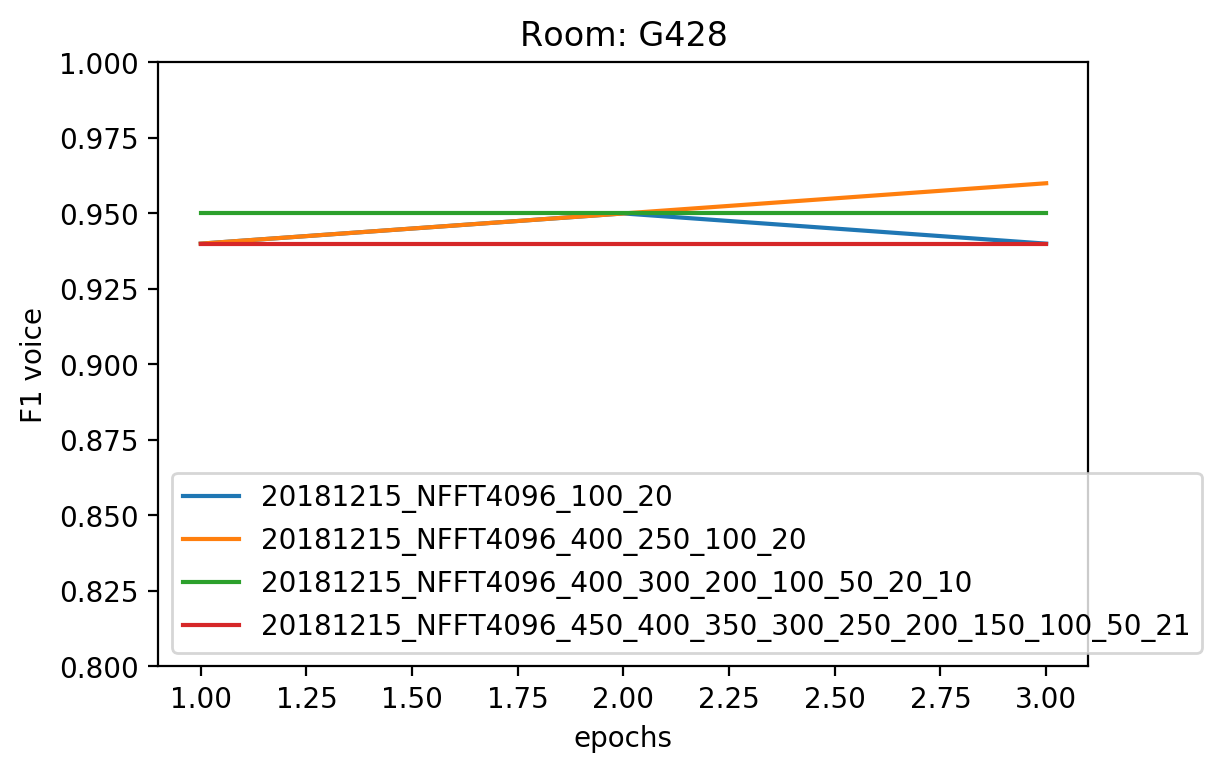 Room: G428
1.000
0.975
0.950
0.925
0.900
0.875
0.850
0.825
0.800
F1 voice
20181215_NFFT4096_100_20
20181215_NFFT4096_400_250_100_20
20181215_NFFT4096_400_300_200_100_50_20_10
20181215_NFFT4096_450_400_350_300_250_200_150_100_50_21
1.00 1.25 1.50 1.75 2.00 2.25 2.50 2.75 3.00
epochs